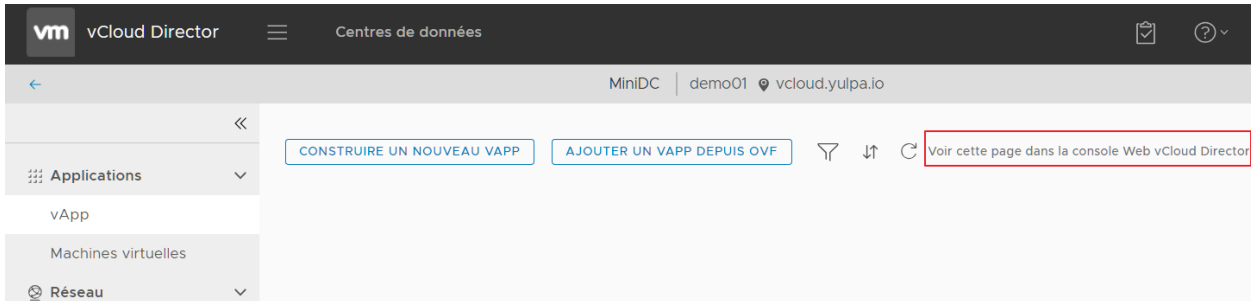 vm vCloud Director Centres de données
MiniDC demo01 vcloud.yulpa.io
CONSTRUIRE UN NOUVEAU VAPP AJOUTER UN VAPP DEPUIS OVF Voir cette page dans la console Web vCloud Director
Applications
vApp
Machines virtuelles
Réseau